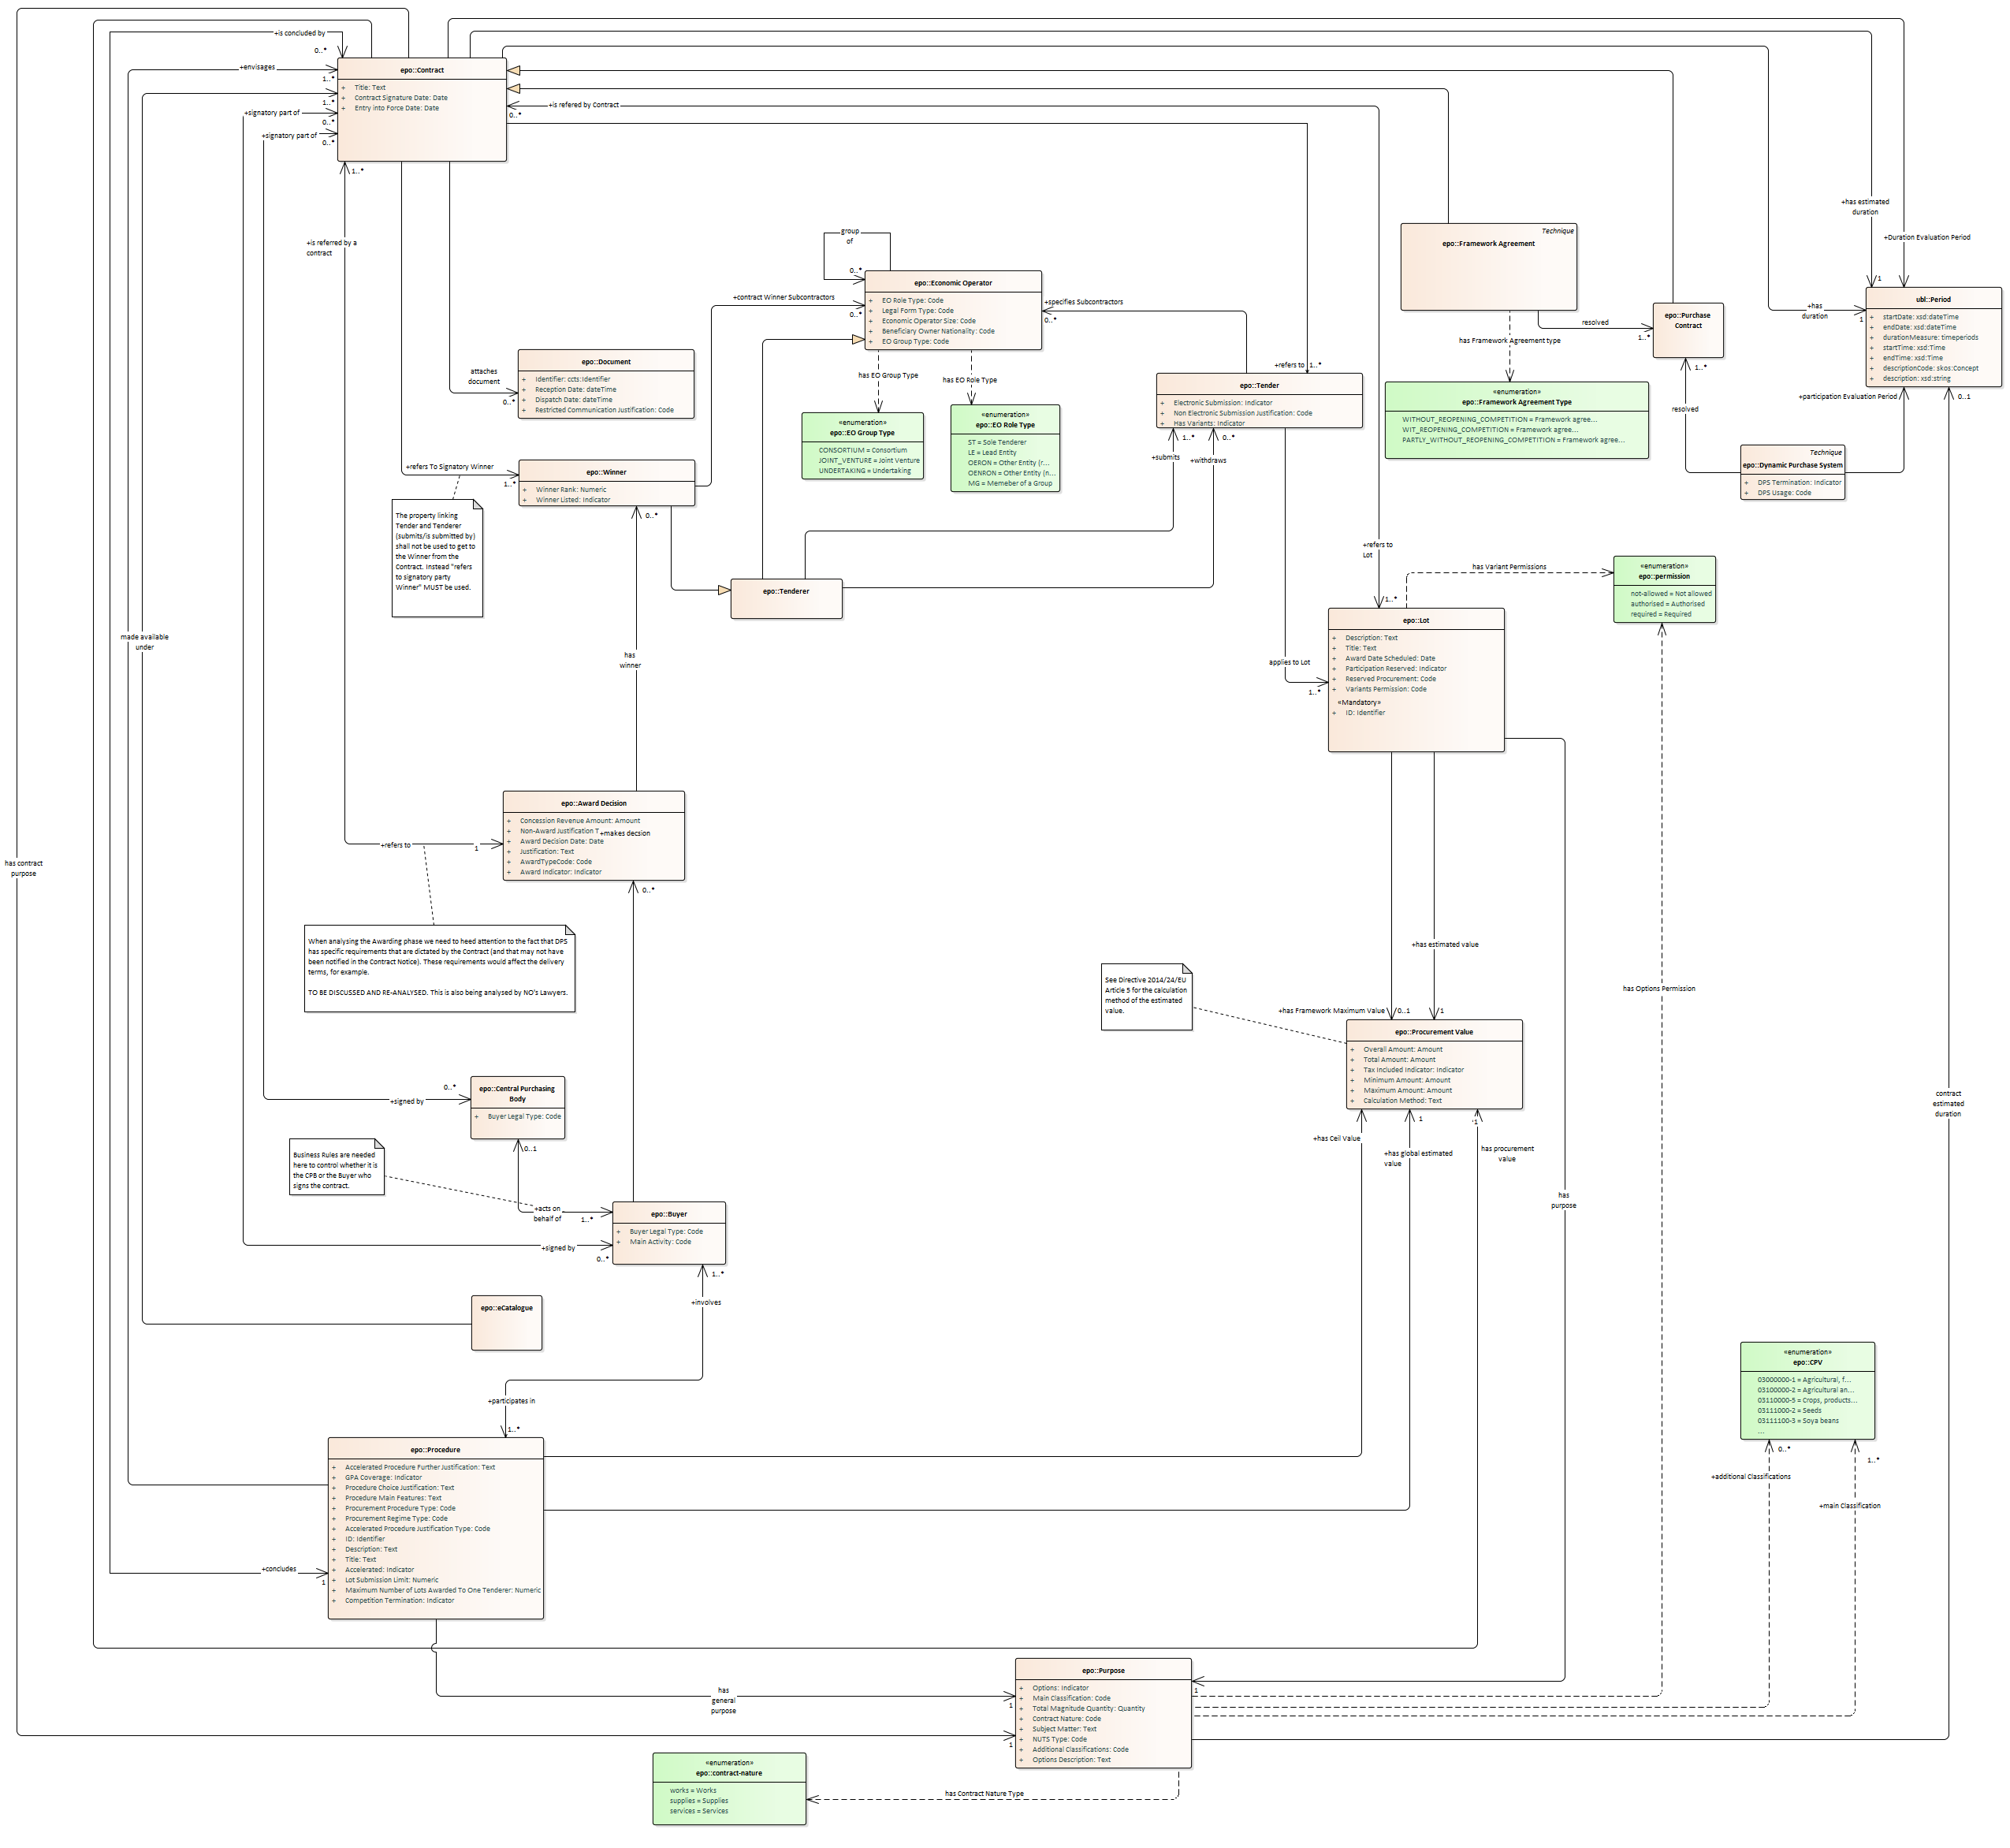 +is concluded by
0..*
+envisages
1..*
1..*
+signatory part of
0..*
+signatory part of
0..*
epo::Contract
+ Title: Text
+ Contract Signature Date: Date
+ Entry into Force Date: Date
1..*
+is refered by Contract
0..*
+is referred by a
contract
attaches
document
0..*
epo::Document
+ Identifier: ccts:Identifier
+ Reception Date: dateTime
+ Dispatch Date: dateTime
+ Restricted Communication Justification: Code
+refers To Signatory Winner
1..*
epo::Winner
+ Winner Rank: Numeric
+ Winner Listed: Indicator
The property linking
Tender and Tenderer
(submits/is submitted by)
shall not be used to get to
the Winner from the
Contract. Instead "refers
to signatory party
Winner" MUST be used.
group
of
0..*
+contract Winner Subcontractors
0..*
epo::Economic Operator
+ EO Role Type: Code
+ Legal Form Type: Code
+ Economic Operator Size: Code
+ Beneficiary Owner Nationality: Code
+ EO Group Type: Code
+specifies Subcontractors
0..*
has EO Group Type
has EO Role Type
«enumeration»
epo::EO Group Type
CONSORTIUM = Consortium
JOINT_VENTURE = Joint Venture
UNDERTAKING = Undertaking
«enumeration»
epo::EO Role Type
ST = Sole Tenderer
LE = Lead Entity
OERON = Other Entity (r...
OENRON = Other Entity (n...
MG = Memeber of a Group
+refers to
1..*
epo::Tender
+ Electronic Submission: Indicator
+ Non Electronic Submission Justification: Code
+ Has Variants: Indicator
1..*
+submits
0..*
+withdraws
epo::Tenderer
Technique
epo::Framework Agreement
has Framework Agreement type
resolved
1..*
epo::Purchase
Contract
1..*
resolved
«enumeration»
epo::Framework Agreement Type
WITHOUT_REOPENING_COMPETITION = Framework agree...
WIT_REOPENING_COMPETITION = Framework agree...
PARTLY_WITHOUT_REOPENING_COMPETITION = Framework agree...
+has estimated
duration
+Duration Evaluation Period
1
+has
duration
1
ubl::Period
+ startDate: xsd:dateTime
+ endDate: xsd:dateTime
+ durationMeasure: timeperiods
+ startTime: xsd:Time
+ endTime: xsd:Time
+ descriptionCode: skos:Concept
+ description: xsd:string
+participation Evaluation Period
0..1
Technique
epo::Dynamic Purchase System
+ DPS Termination: Indicator
+ DPS Usage: Code
+refers to
Lot
1..*
has Variant Permissions
«enumeration»
epo::permission
not-allowed = Not allowed
authorised = Authorised
required = Required
applies to Lot
1..*
epo::Lot
+ Description: Text
+ Title: Text
+ Award Date Scheduled: Date
+ Participation Reserved: Indicator
+ Reserved Procurement: Code
+ Variants Permission: Code
«Mandatory»
+ ID: Identifier
made available
under
0..*
has
winner
epo::Award Decision
+ Concession Revenue Amount: Amount
+ Non-Award Justification T
+makes decsion
+ Award Decision Date: Date
+ Justification: Text
+ AwardTypeCode: Code
+ Award Indicator: Indicator
+refers to
1
0..*
has contract
purpose
When analysing the Awarding phase we need to heed attention to the fact that DPS
has specific requirements that are dictated by the Contract (and that may not have
been notified in the Contract Notice). These requirements would affect the delivery
terms, for example.
TO BE DISCUSSED AND RE-ANALYSED. This is also being analysed by NO's Lawyers.
+has estimated value
See Directive 2014/24/EU
Article 5 for the calculation
method of the estimated
value.
+has Framework Maximum Value
0..1
1
epo::Procurement Value
+ Overall Amount: Amount
+ Total Amount: Amount
+ Tax Included Indicator: Indicator
+ Minimum Amount: Amount
+ Maximum Amount: Amount
+ Calculation Method: Text
has Options Permission
+has Ceil Value
1
+has global estimated
value
1
has procurement
value
contract
estimated
duration
has
purpose
0..*
+signed by
epo::Central Purchasing
Body
+ Buyer Legal Type: Code
0..1
Business Rules are needed
here to control whether it is
the CPB or the Buyer who
signs the contract.
+acts on
behalf of
1..*
epo::Buyer
+ Buyer Legal Type: Code
+ Main Activity: Code
+signed by
0..*
1..*
+involves
epo::eCatalogue
+participates in
1..*
epo::Procedure
+ Accelerated Procedure Further Justification: Text
+ GPA Coverage: Indicator
+ Procedure Choice Justification: Text
+ Procedure Main Features: Text
+ Procurement Procedure Type: Code
+ Procurement Regime Type: Code
+ Accelerated Procedure Justification Type: Code
+ ID: Identifier
+ Description: Text
+ Title: Text
+ Accelerated: Indicator
+ Lot Submission Limit: Numeric
+ Maximum Number of Lots Awarded To One Tenderer: Numeric
+ Competition Termination: Indicator
+concludes
1
«enumeration»
epo::CPV
03000000-1 = Agricultural, f...
03100000-2 = Agricultural an...
03110000-5 = Crops, products...
03111000-2 = Seeds
03111100-3 = Soya beans
...
0..*
+additional Classifications
1..*
+main Classification
has
general
purpose
1
1
1
epo::Purpose
+ Options: Indicator
+ Main Classification: Code
+ Total Magnitude Quantity: Quantity
+ Contract Nature: Code
+ Subject Matter: Text
+ NUTS Type: Code
+ Additional Classifications: Code
+ Options Description: Text
«enumeration»
epo::contract-nature
works = Works
supplies = Supplies
services = Services
has Contract Nature Type